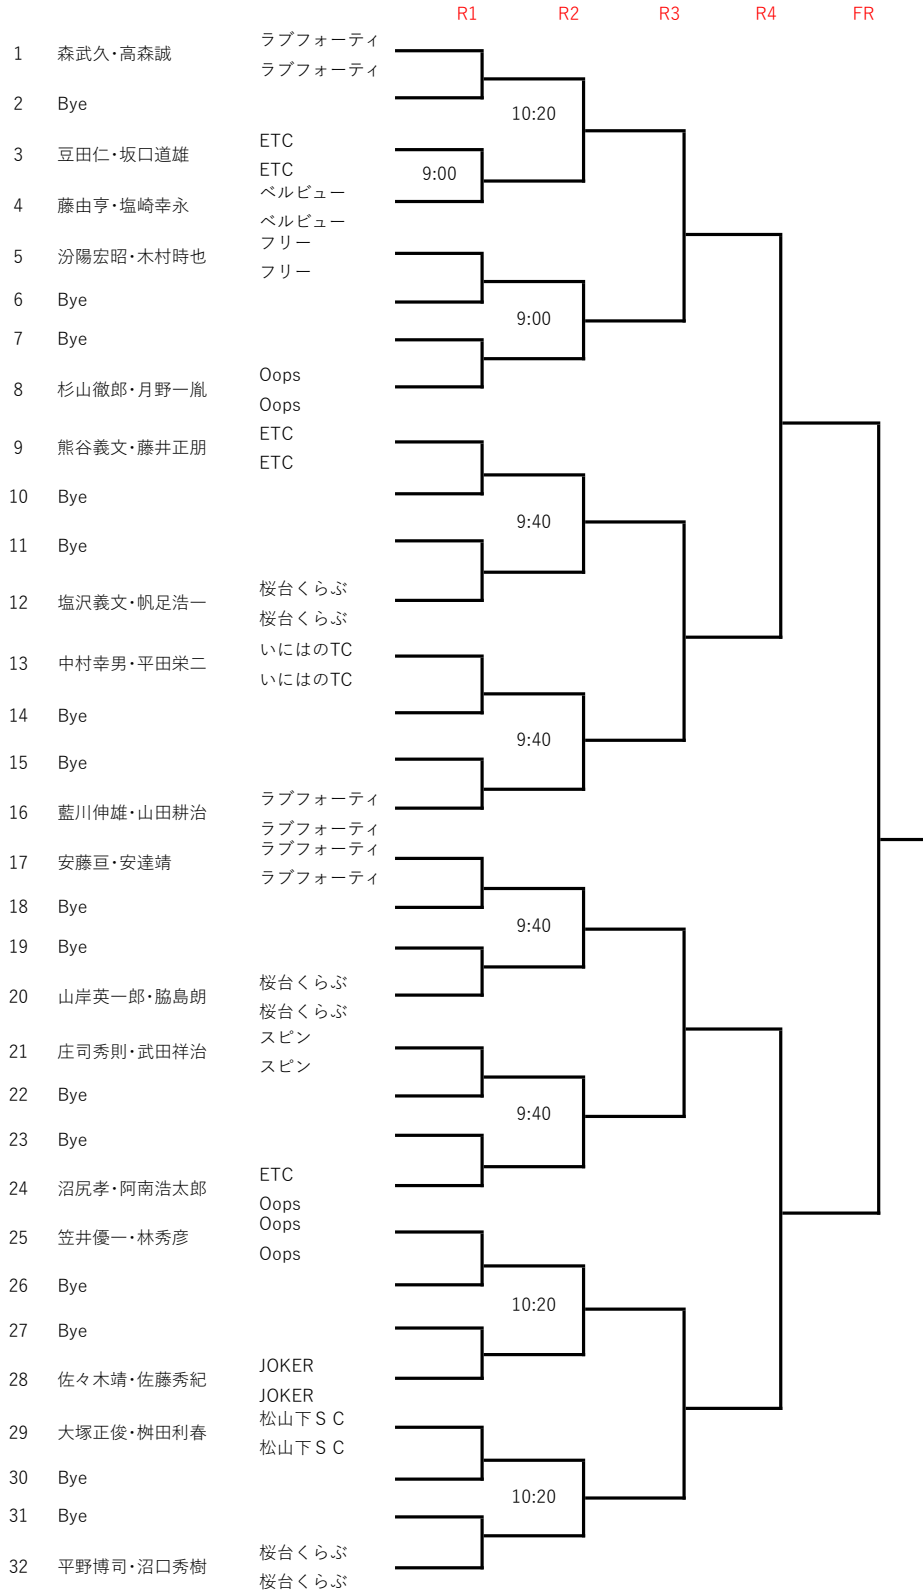 R1 R2 R3 R4 FR
ラブフォーティ
1 森武久・高森誠
ラブフォーティ
2 Bye
10:20
ETC
3 豆田仁・坂口道雄
ETC
9:00
ベルビュー
4 藤由亨・塩崎幸永
ベルビュー
フリー
5 汾陽宏昭・木村時也
フリー
6 Bye
9:00
7 Bye
Oops
8 杉山徹郎・月野一胤
Oops
ETC
9 熊谷義文・藤井正朋
ETC
10 Bye
9:40
11 Bye
桜台くらぶ
12 塩沢義文・帆足浩一
桜台くらぶ
いにはのTC
13 中村幸男・平田栄二
いにはのTC
14 Bye
9:40
15 Bye
ラブフォーティ
16 藍川伸雄・山田耕治
ラブフォーティ
ラブフォーティ
17 安藤亘・安達靖
ラブフォーティ
18 Bye
9:40
19 Bye
桜台くらぶ
20 山岸英一郎・脇島朗
桜台くらぶ
スピン
21 庄司秀則・武田祥治
スピン
22 Bye
9:40
23 Bye
ETC
24 沼尻孝・阿南浩太郎
Oops
Oops
25 笠井優一・林秀彦
Oops
26 Bye
10:20
27 Bye
JOKER
28 佐々木靖・佐藤秀紀
JOKER
松山下ＳＣ
29 大塚正俊・桝田利春
松山下ＳＣ
30 Bye
10:20
31 Bye
桜台くらぶ
32 平野博司・沼口秀樹
桜台くらぶ